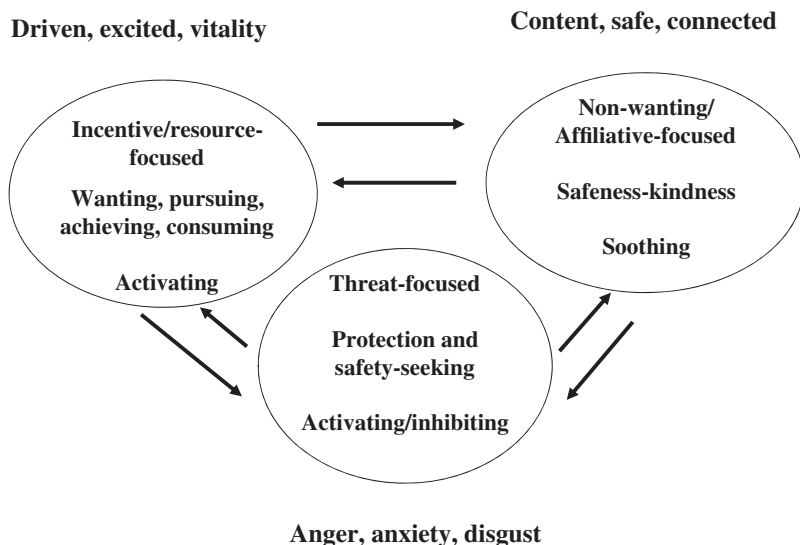 Driven, excited, vitality
Content, safe, connected
Incentive/resource-
focused
Wanting, pursuing,
achieving, consuming
Activating
Non-wanting/
Affiliative-focused
Safeness-kindness
Soothing
Threat-focused
Protection and
safety-seeking
Activating/inhibiting
Anger, anxiety, disgust